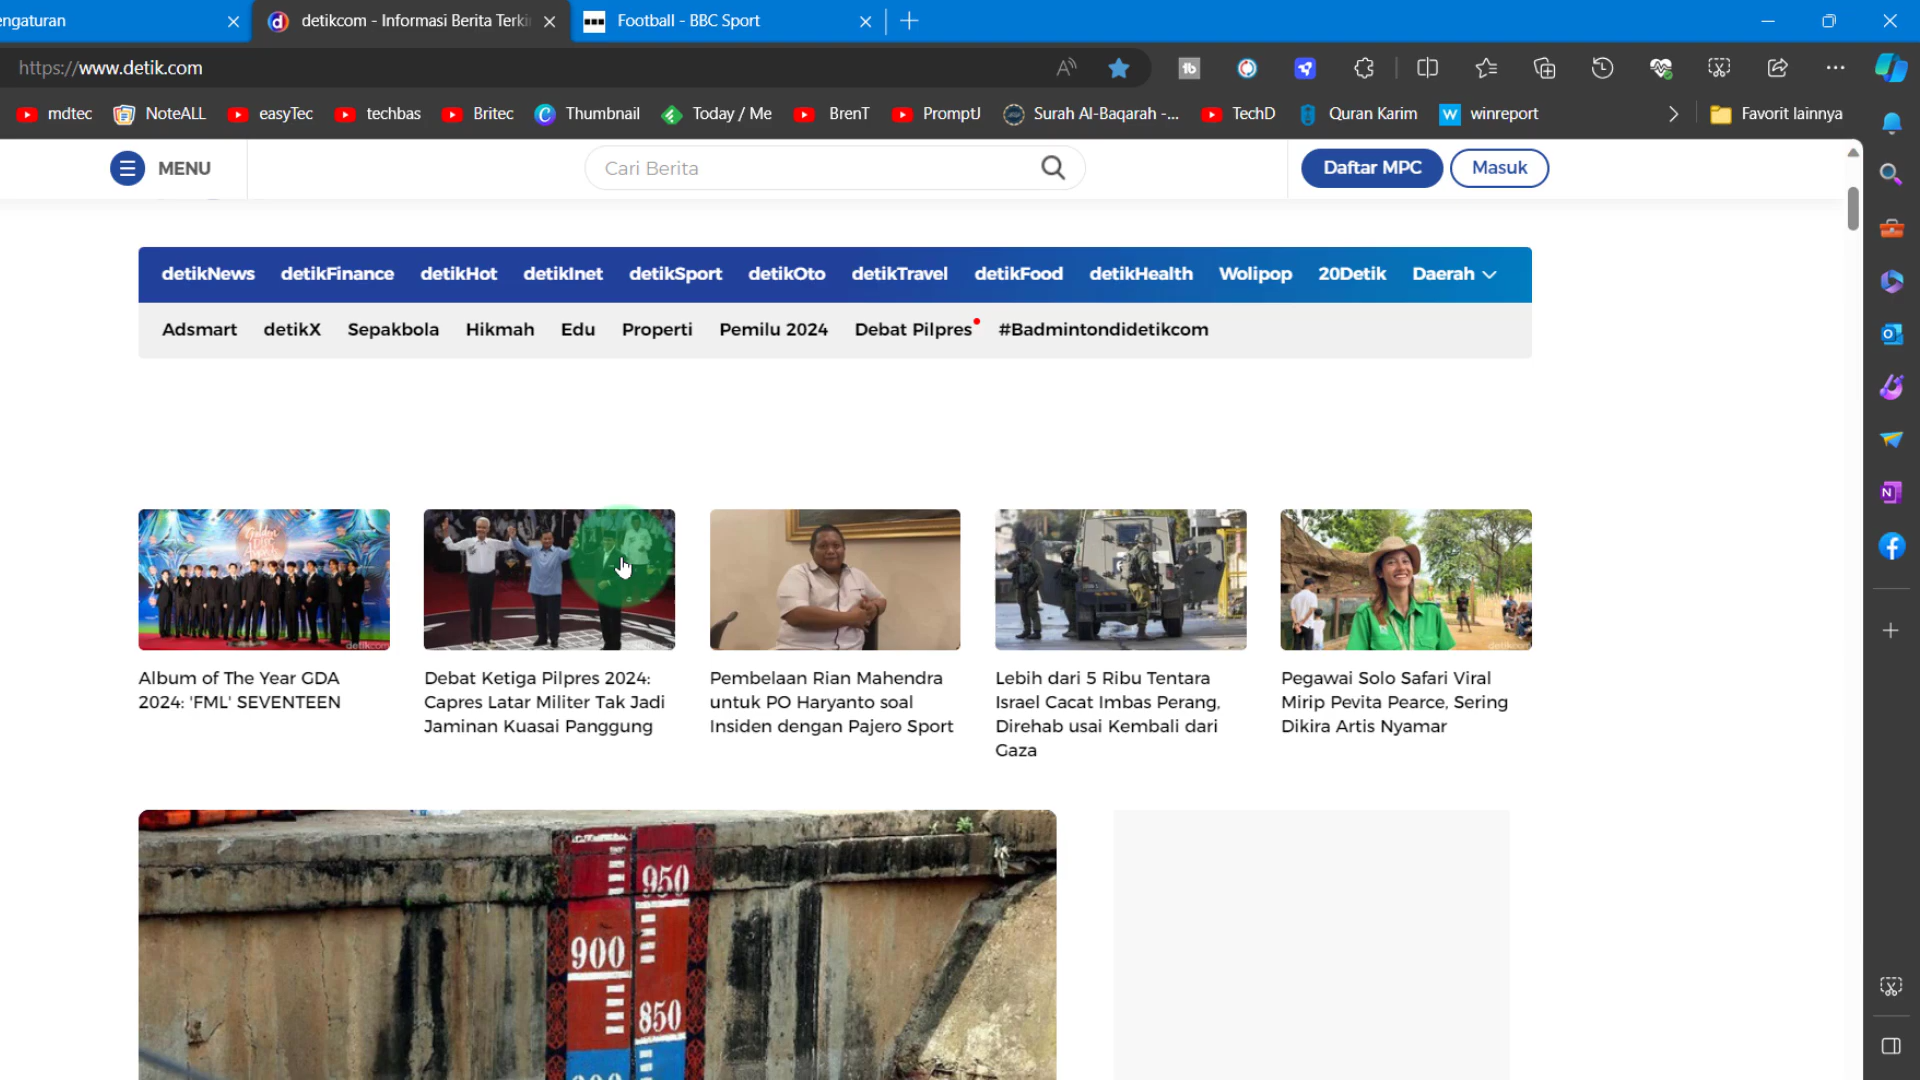 engaturan
detikcom - Informasi Berita Terki
Football - BBC Sport
https://www.detik.com
mdtec NoteALL easyTec techbas Britec Thumbnail Today / Me BrenT PromptJ Surah Al-Baqarah -... TechD Quran Karim winreport Favorit lainnya
MENU Cari Berita Daftar MPC Masuk
detikNews detikFinance detikHot detikInet detikSport detikOto detikTravel detikFood detikHealth Wolipop 20Detik Daerah
Adsmart detikX Sepakbola Hikmah Edu Properti Pemilu 2024 Debat Pilpres #Badmintondidetikcom
Album of The Year GDA
2024: 'FML' SEVENTEEN
Debat Ketiga Pilpres 2024:
Capres Latar Militer Tak Jadi
Jaminan Kuasai Panggung
Pembelaan Rian Mahendra
untuk PO Haryanto soal
Insiden dengan Pajero Sport
Lebih dari 5 Ribu Tentara
Israel Cacat Imbas Perang,
Direhab usai Kembali dari
Gaza
Pegawai Solo Safari Viral
Mirip Pevita Pearce, Sering
Dikira Artis Nyamar
950
900
850